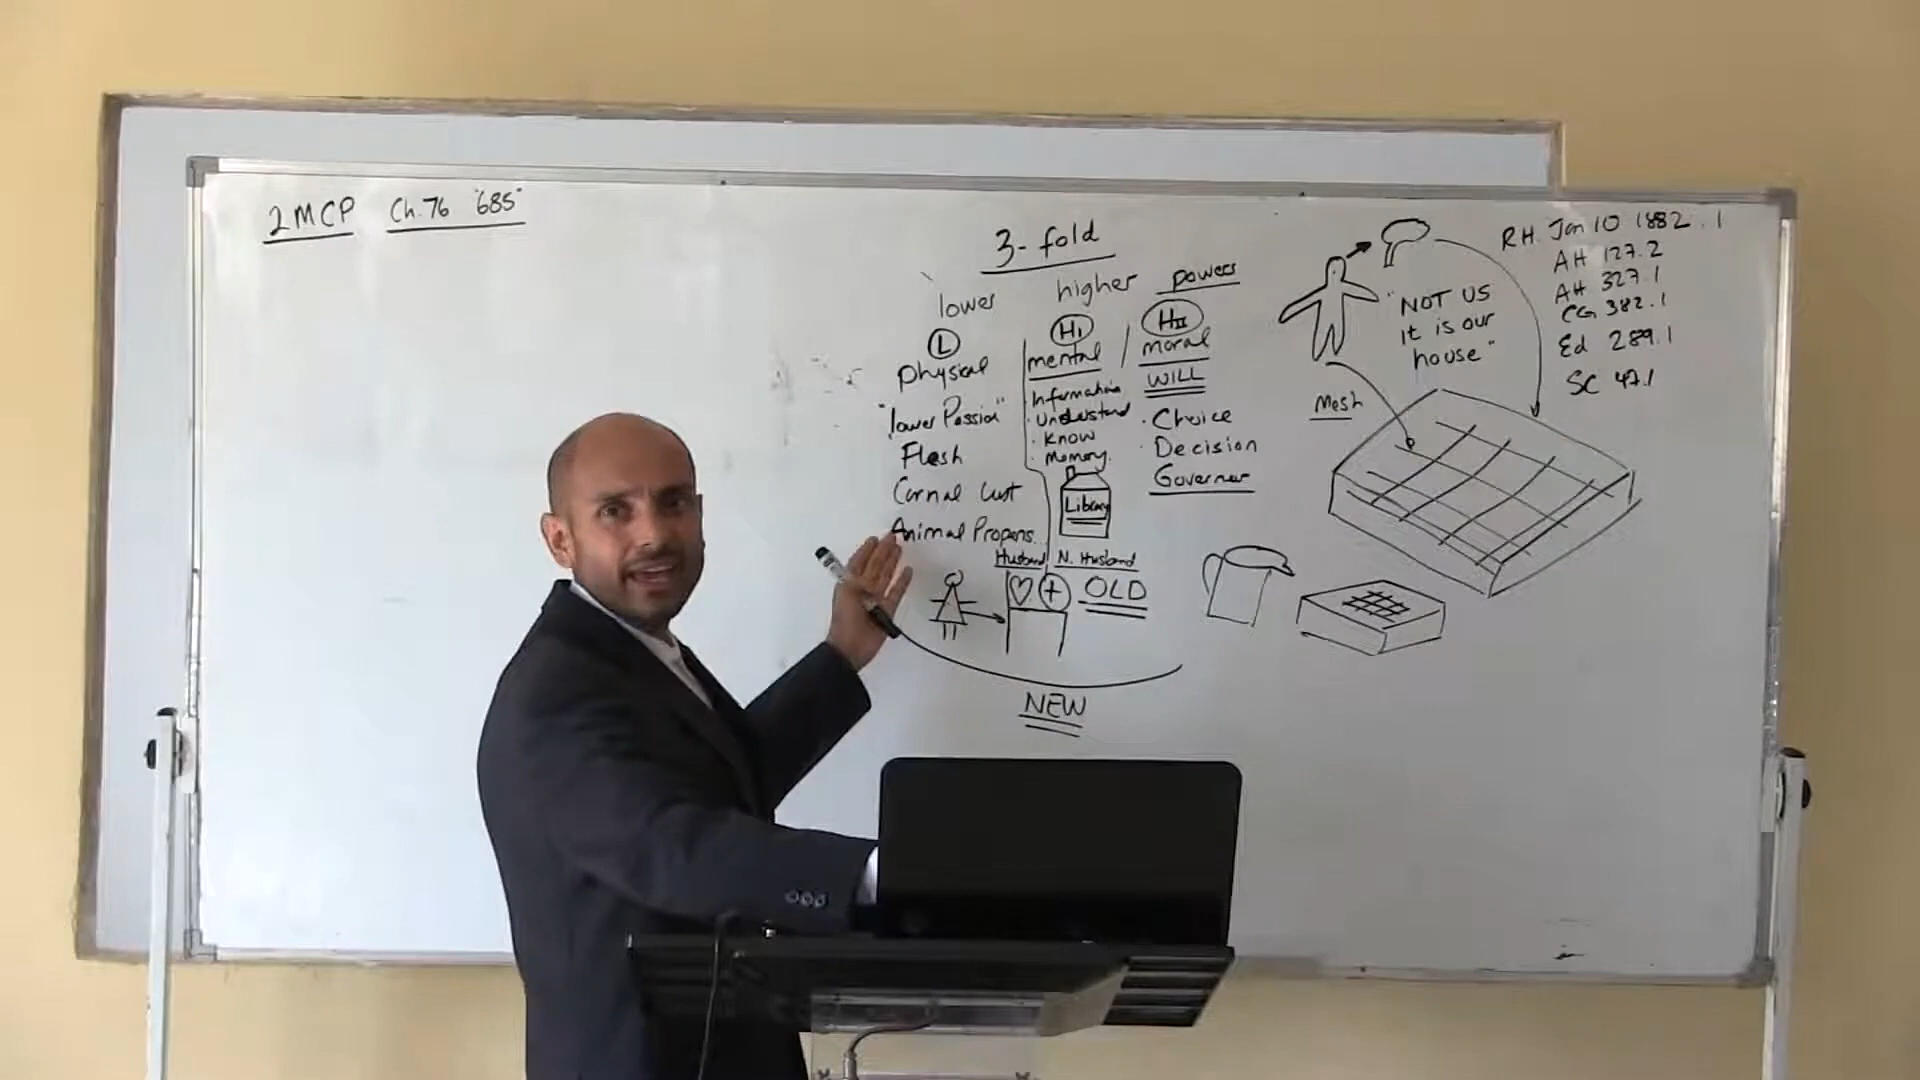 2MCP Ch.76 "685"
3-fold
lower higher powers
L
physical
"lower Passion"
Flesh
Carnal Lust
Animal Propens...
H1
mental
· Information
· Understand
· Know
· Memory.
Library
HII
moral
WILL
· Choice
· Decision
Governer
Husband N. Husband
OLD
NEW
"NOT US
it is our
house"
Mesh
RH. Jan 10 1882 . 1
AH 127.2
AH 327.1
CG 382.1
Ed 289.1
SC 47.1